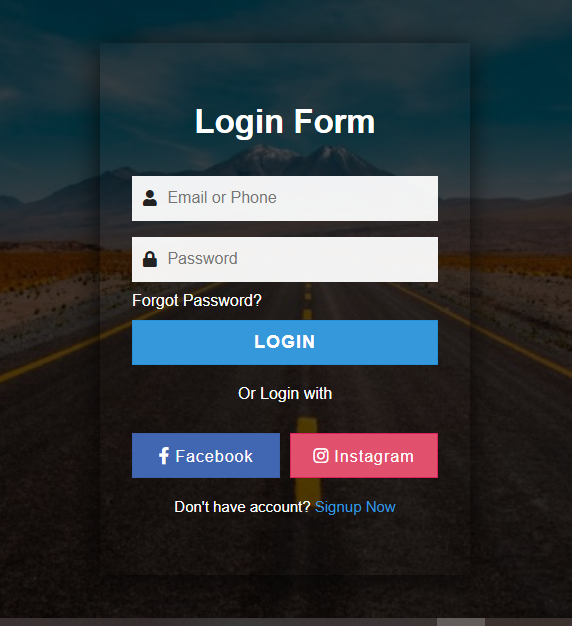 Login Form
Email or Phone
Password
Forgot Password?
LOGIN
Or Login with
Facebook Instagram
Don't have account? Signup Now